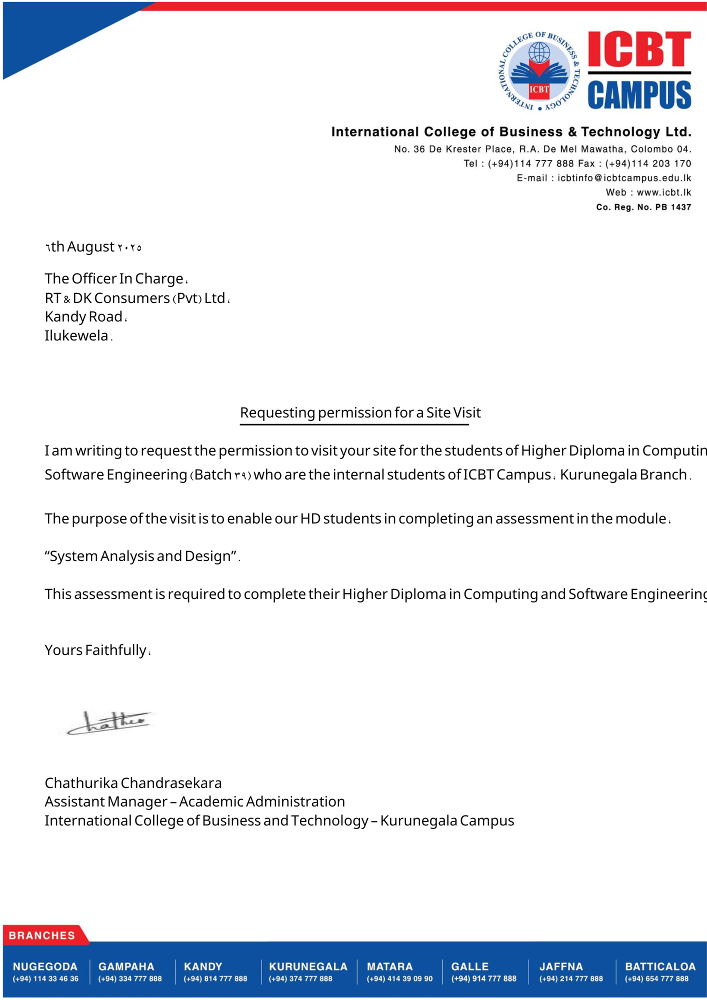 INTERNATIONAL COLLEGE OF BUSINESS & TECHNOLOGY
ICBT
ICBT
CAMPUS
International College of Business & Technology Ltd.
No. 36 De Krester Place, R.A. De Mel Mawatha, Colombo 04.
Tel : (+94)114 777 888 Fax : (+94)114 203 170
E-mail : icbtinfo@icbtcampus.edu.lk
Web : www.icbt.lk
Co. Reg. No. PB 1437
٦th August ٢٠٢٥
The Officer In Charge،
RT & DK Consumers (Pvt) Ltd،
Kandy Road،
Ilukewela.
Requesting permission for a Site Visit
I am writing to request the permission to visit your site for the students of Higher Diploma in Computin
Software Engineering (Batch ٣٩) who are the internal students of ICBT Campus، Kurunegala Branch.
The purpose of the visit is to enable our HD students in completing an assessment in the module،
“System Analysis and Design”.
This assessment is required to complete their Higher Diploma in Computing and Software Engineering
Yours Faithfully،
Chathurika Chandrasekara
Assistant Manager – Academic Administration
International College of Business and Technology – Kurunegala Campus
BRANCHES
NUGEGODA GAMPAHA KANDY KURUNEGALA MATARA GALLE JAFFNA BATTICALOA
(+94) 114 33 46 36 (+94) 334 777 888 (+94) 814 777 888 (+94) 374 777 888 (+94) 414 39 09 90 (+94) 914 777 888 (+94) 214 777 888 (+94) 654 777 888